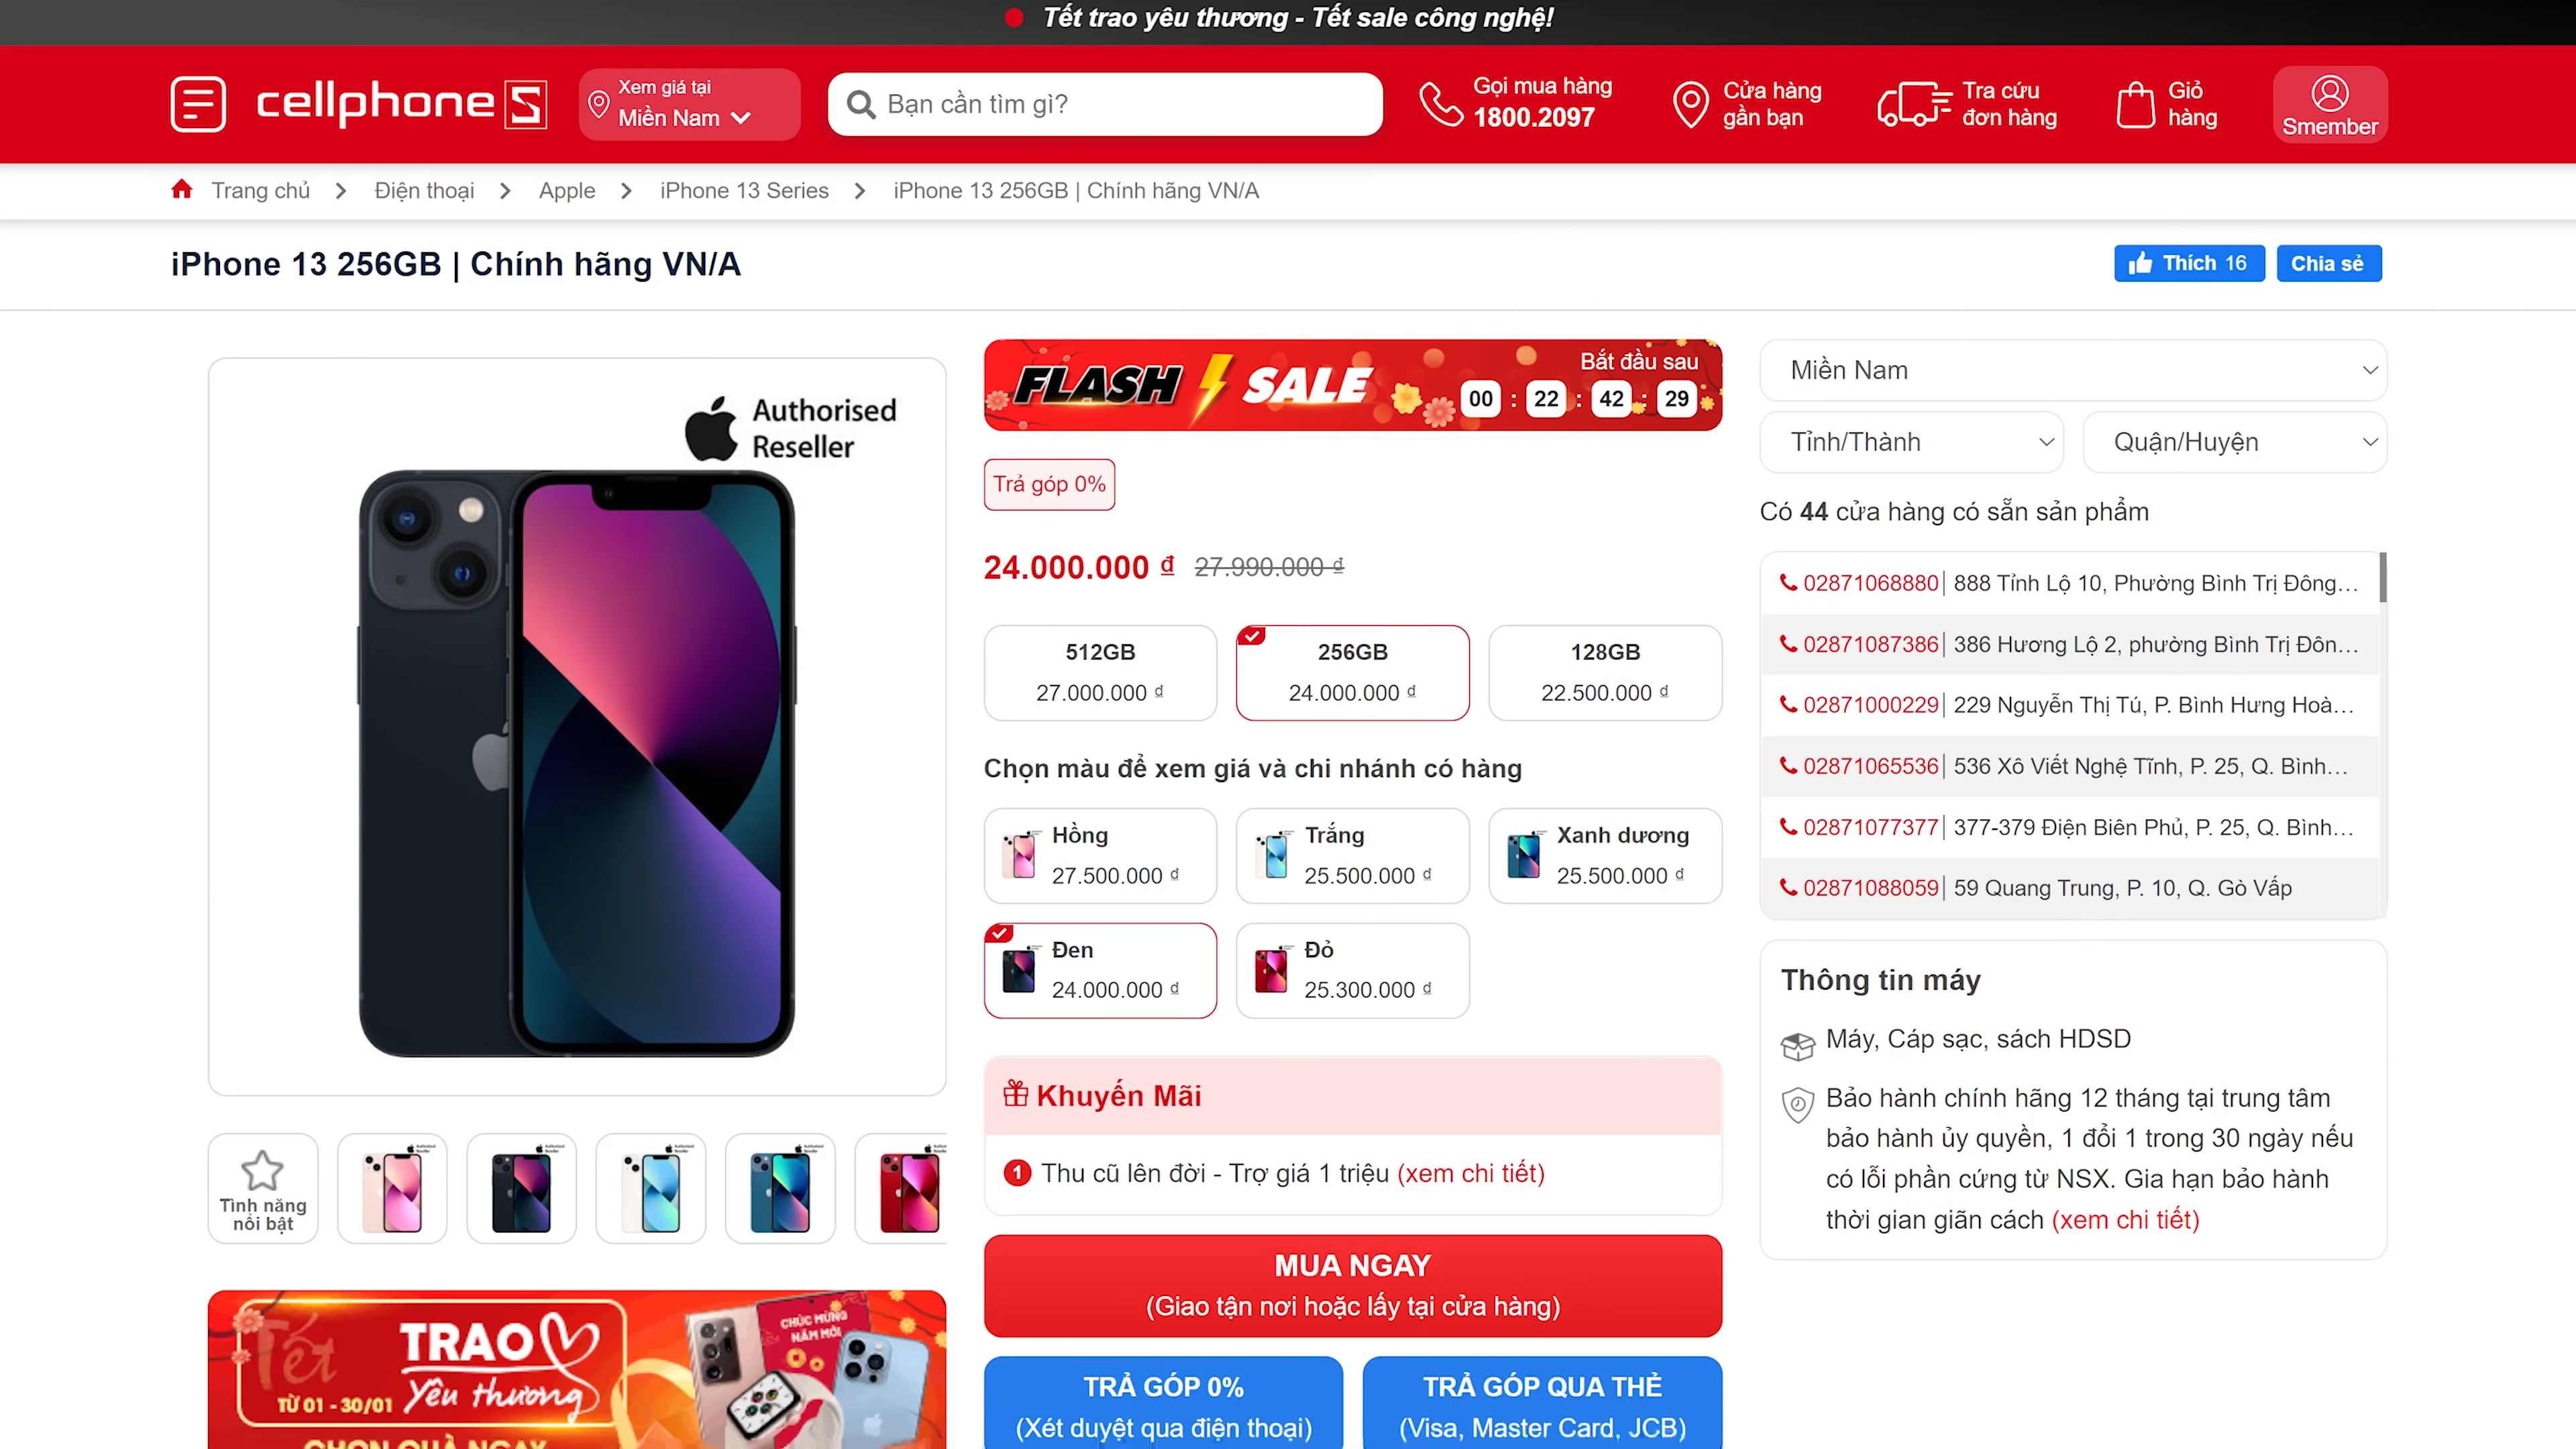 Tết trao yêu thương - Tết sale công nghệ!
cellphoneS
Xem giá tại
Miền Nam
Bạn cần tìm gì?
Gọi mua hàng
1800.2097
Cửa hàng
gần bạn
Tra cứu
đơn hàng
Giỏ
hàng
Smember
Trang chủ > Điện thoại > Apple > iPhone 13 Series > iPhone 13 256GB | Chính hãng VN/A
iPhone 13 256GB | Chính hãng VN/A
Thích 16
Chia sẻ
Authorised
Reseller
Tình năng
nổi bật
Tết
TRAO
Yêu thương
TỪ 01 - 30/01
CHÚC MỪNG
NĂM MỚI
CHỌN QUÀ NGAY
FLASH SALE
Bắt đầu sau
00 : 22 : 42 : 29
Trả góp 0%
24.000.000 đ 27.990.000 đ
512GB
27.000.000 đ
256GB
24.000.000 đ
128GB
22.500.000 đ
Chọn màu để xem giá và chi nhánh có hàng
Hồng
27.500.000 đ
Trắng
25.500.000 đ
Xanh dương
25.500.000 đ
Đen
24.000.000 đ
Đỏ
25.300.000 đ
Khuyến Mãi
1 Thu cũ lên đời - Trợ giá 1 triệu (xem chi tiết)
MUA NGAY
(Giao tận nơi hoặc lấy tại cửa hàng)
TRẢ GÓP 0%
(Xét duyệt qua điện thoại)
TRẢ GÓP QUA THẺ
(Visa, Master Card, JCB)
Miền Nam
Tỉnh/Thành
Quận/Huyện
Có 44 cửa hàng có sẵn sản phẩm
02871068880 | 888 Tỉnh Lộ 10, Phường Bình Trị Đông...
02871087386 | 386 Hương Lộ 2, phường Bình Trị Đôn...
02871000229 | 229 Nguyễn Thị Tú, P. Bình Hưng Hoà...
02871065536 | 536 Xô Viết Nghệ Tĩnh, P. 25, Q. Bình...
02871077377 | 377-379 Điện Biên Phủ, P. 25, Q. Bình...
02871088059 | 59 Quang Trung, P. 10, Q. Gò Vấp
Thông tin máy
Máy, Cáp sạc, sách HDSD
Bảo hành chính hãng 12 tháng tại trung tâm
bảo hành ủy quyền, 1 đổi 1 trong 30 ngày nếu
có lỗi phần cứng từ NSX. Gia hạn bảo hành
thời gian giãn cách (xem chi tiết)